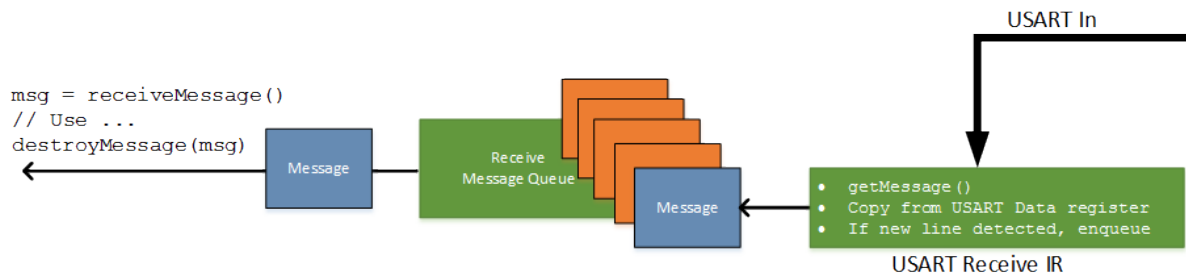 USART In
msg = receiveMessage()
// Use ...
destroyMessage(msg)
Message
Receive
Message Queue
Message
• getMessage()
• Copy from USART Data register
• If new line detected, enqueue
USART Receive IR